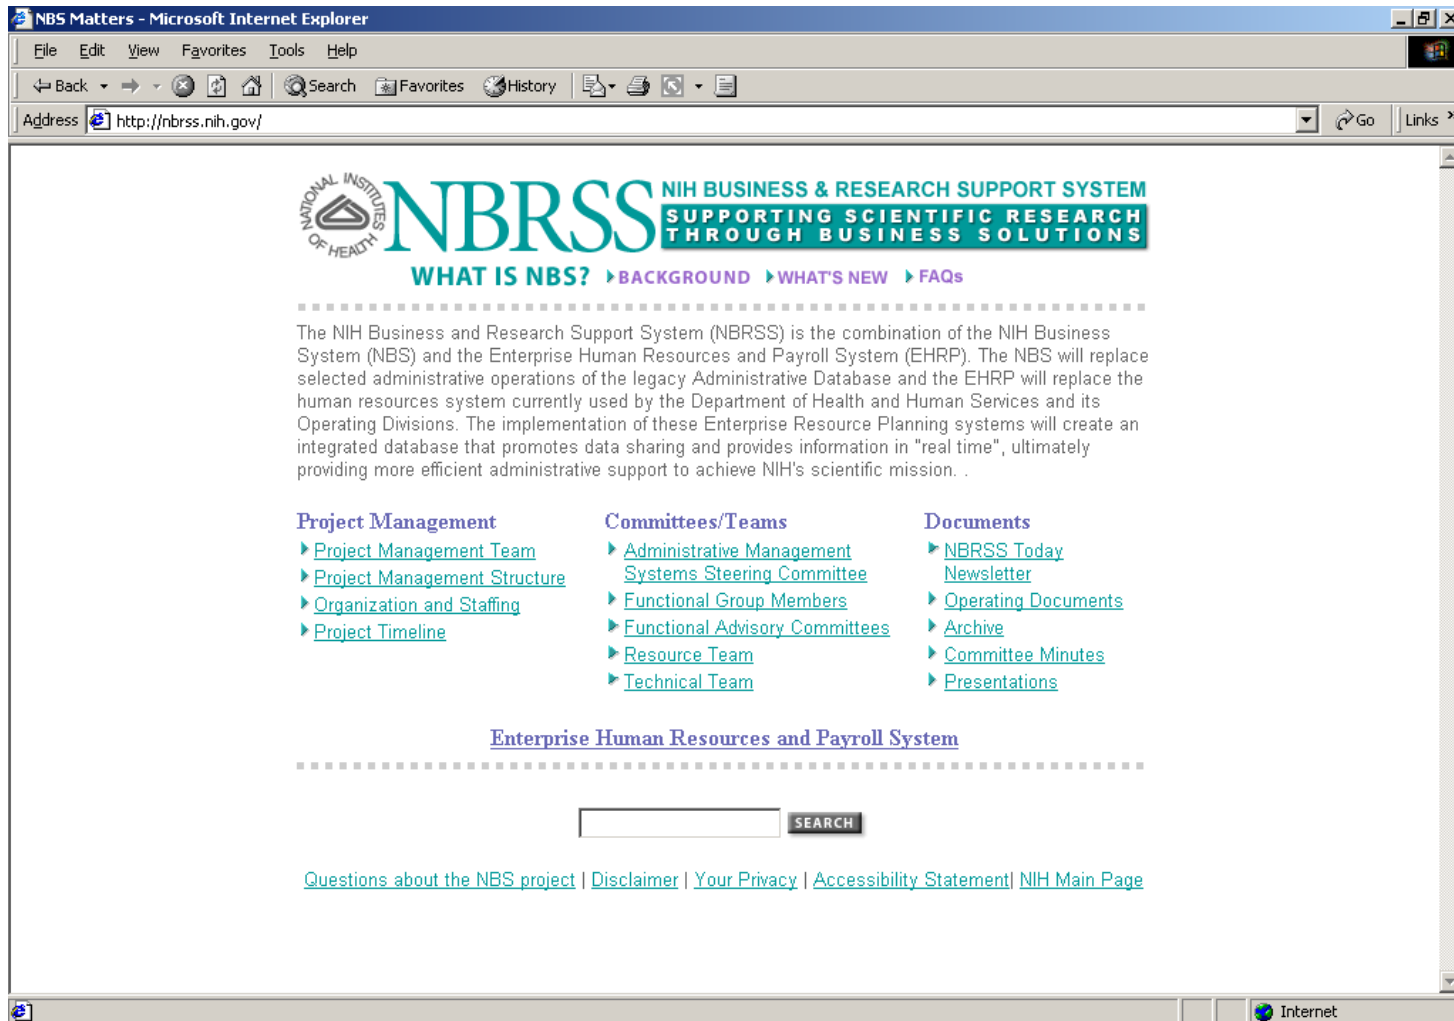 NBS Matters - Microsoft Internet Explorer
File Edit View Favorites Tools Help
Back Search Favorites History
Address http://nbrss.nih.gov/ Go Links
NATIONAL INSTITUTES OF HEALTH
NBRSS
NIH BUSINESS & RESEARCH SUPPORT SYSTEM
SUPPORTING SCIENTIFIC RESEARCH
THROUGH BUSINESS SOLUTIONS
WHAT IS NBS? BACKGROUND WHAT'S NEW FAQs
The NIH Business and Research Support System (NBRSS) is the combination of the NIH Business
System (NBS) and the Enterprise Human Resources and Payroll System (EHRP). The NBS will replace
selected administrative operations of the legacy Administrative Database and the EHRP will replace the
human resources system currently used by the Department of Health and Human Services and its
Operating Divisions. The implementation of these Enterprise Resource Planning systems will create an
integrated database that promotes data sharing and provides information in "real time", ultimately
providing more efficient administrative support to achieve NIH's scientific mission. .
Project Management
Project Management Team
Project Management Structure
Organization and Staffing
Project Timeline
Committees/Teams
Administrative Management
Systems Steering Committee
Functional Group Members
Functional Advisory Committees
Resource Team
Technical Team
Documents
NBRSS Today
Newsletter
Operating Documents
Archive
Committee Minutes
Presentations
Enterprise Human Resources and Payroll System
SEARCH
Questions about the NBS project | Disclaimer | Your Privacy | Accessibility Statement| NIH Main Page
Internet